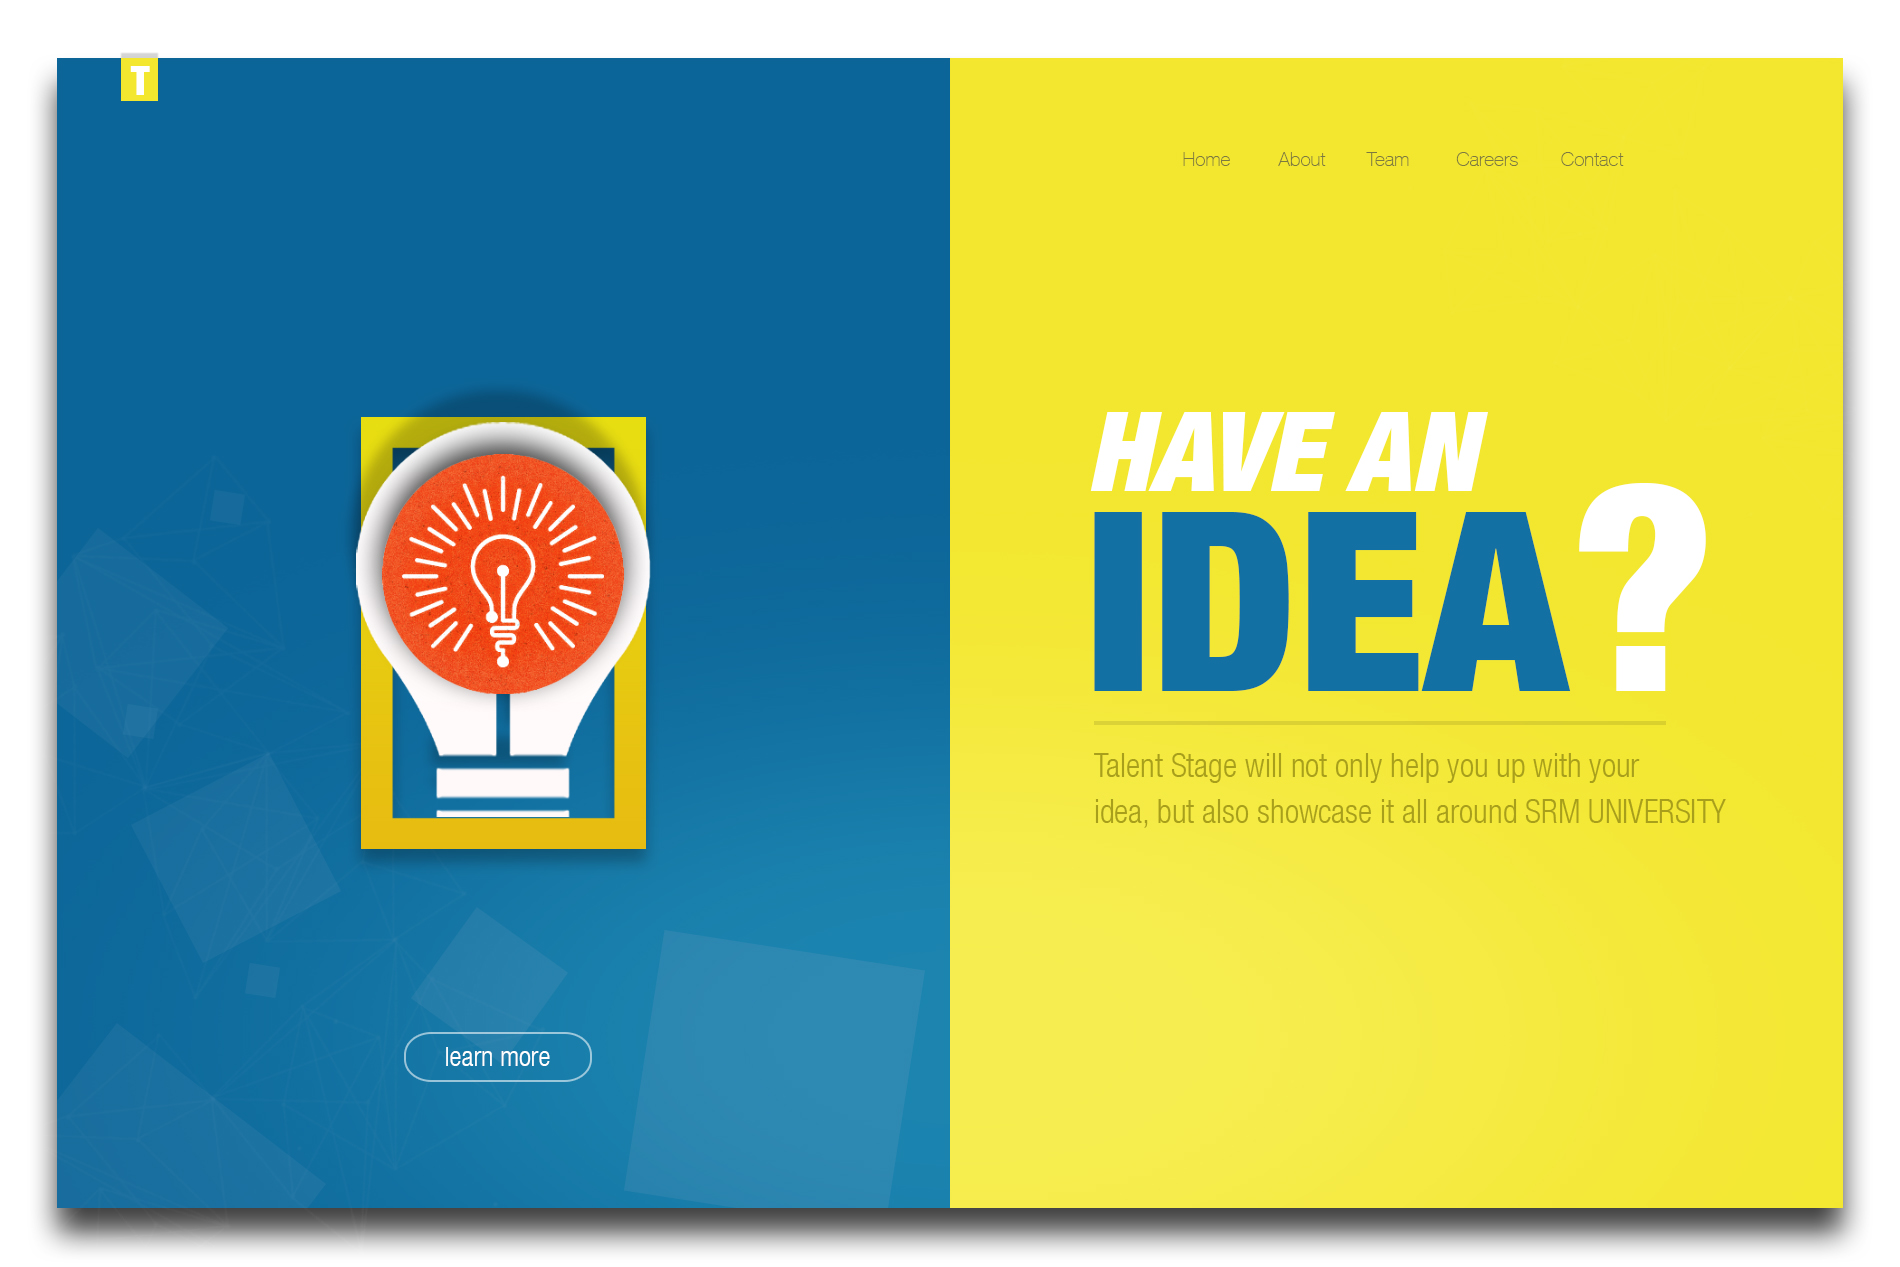 T
Home About Team Careers Contact
HAVE AN
IDEA?
Talent Stage will not only help you up with your
idea, but also showcase it all around SRM UNIVERSITY
learn more